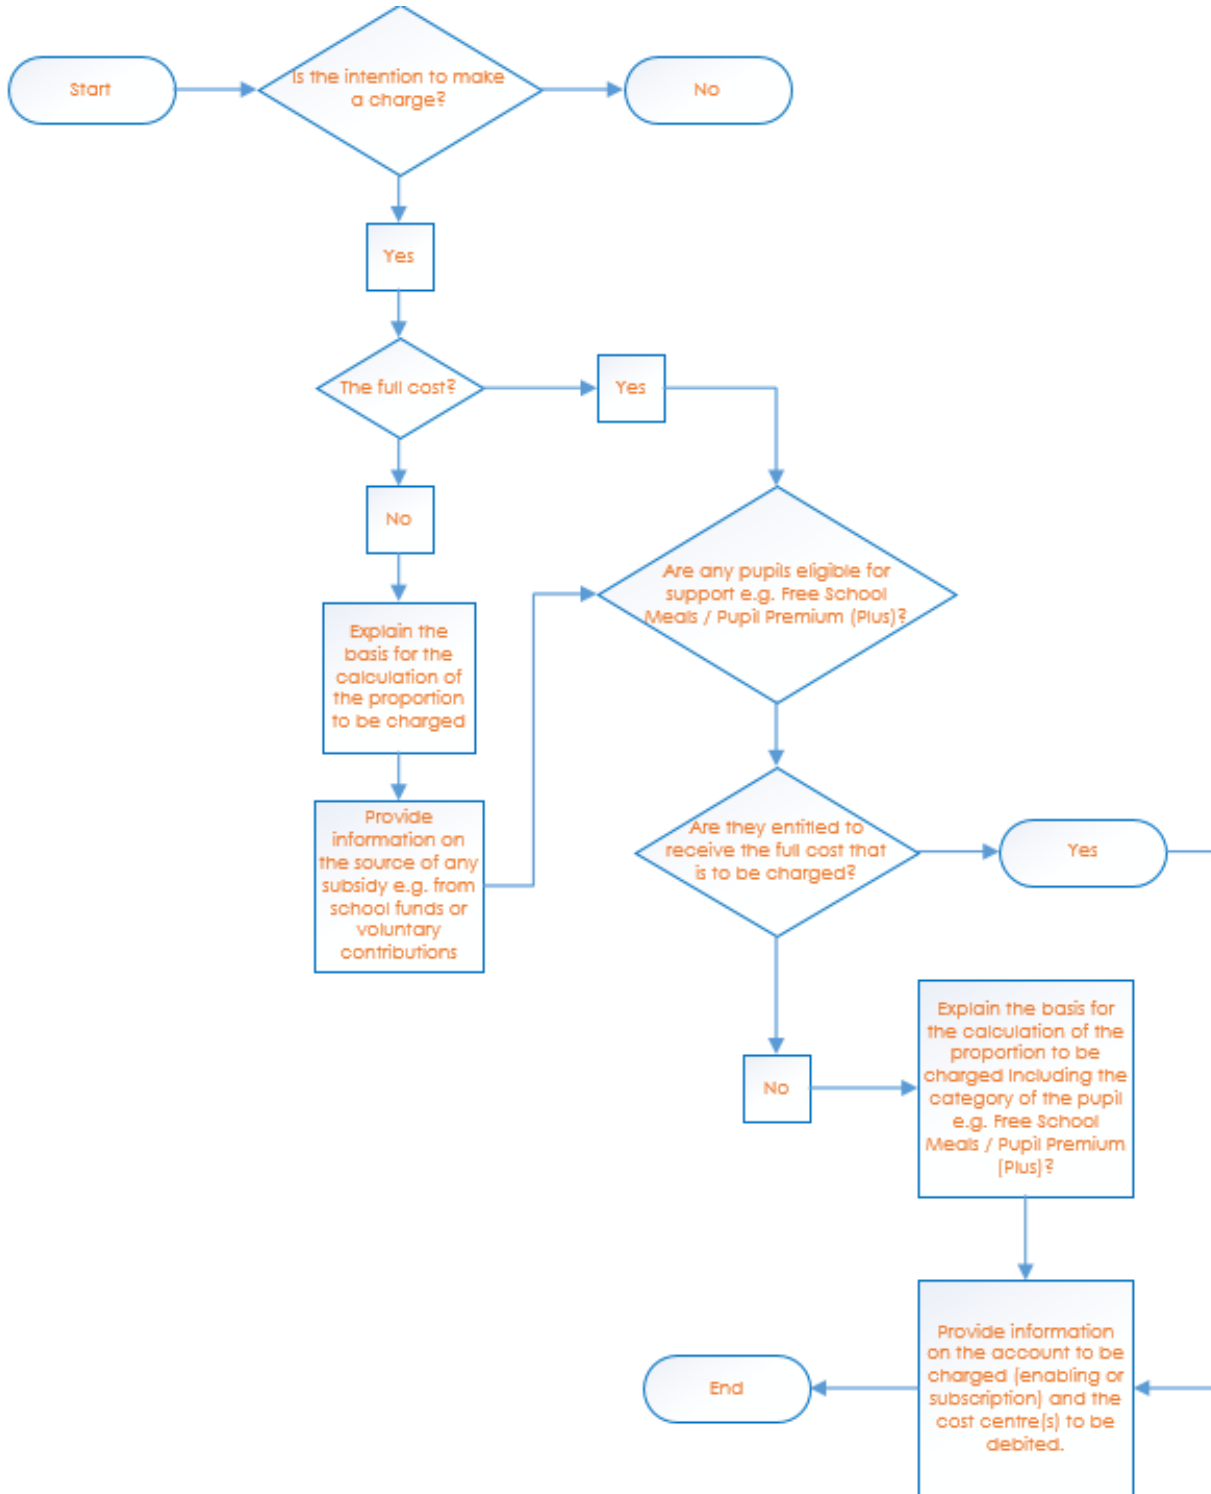 Start
Is the intention to make
a charge?
No
Yes
The full cost?
Yes
No
Explain the
basis for the
calculation of
the proportion
to be charged
Provide
information on
the source of any
subsidy e.g. from
school funds or
voluntary
contributions
Are any pupils eligible for
support e.g. Free School
Meals / Pupil Premium (Plus)?
Are they entitled to
receive the full cost that
is to be charged?
Yes
No
Explain the basis for
the calculation of the
proportion to be
charged including the
category of the pupil
e.g. Free School
Meals / Pupil Premium
(Plus)?
Provide information
on the account to be
charged (enabling or
subscription) and the
cost centre(s) to be
debited.
End